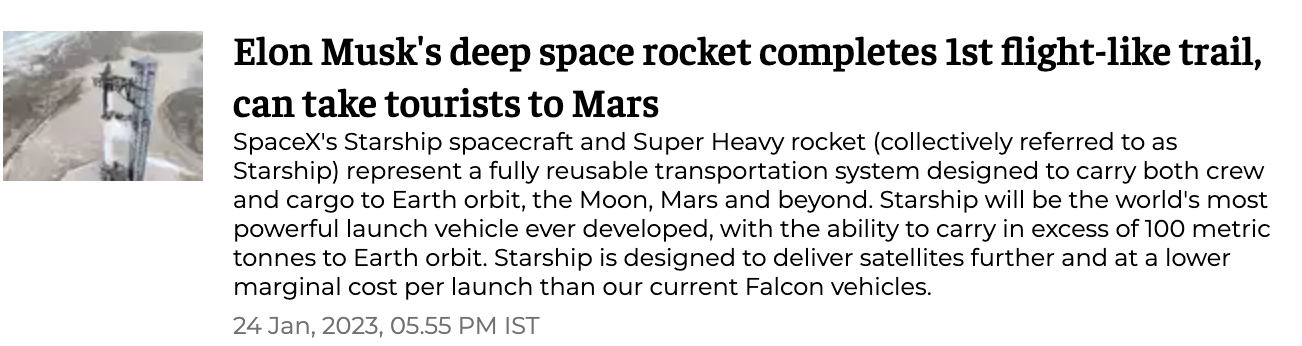 Elon Musk's deep space rocket completes 1st flight-like trail,
can take tourists to Mars
SpaceX's Starship spacecraft and Super Heavy rocket (collectively referred to as
Starship) represent a fully reusable transportation system designed to carry both crew
and cargo to Earth orbit, the Moon, Mars and beyond. Starship will be the world's most
powerful launch vehicle ever developed, with the ability to carry in excess of 100 metric
tonnes to Earth orbit. Starship is designed to deliver satellites further and at a lower
marginal cost per launch than our current Falcon vehicles.
24 Jan, 2023, 05.55 PM IST